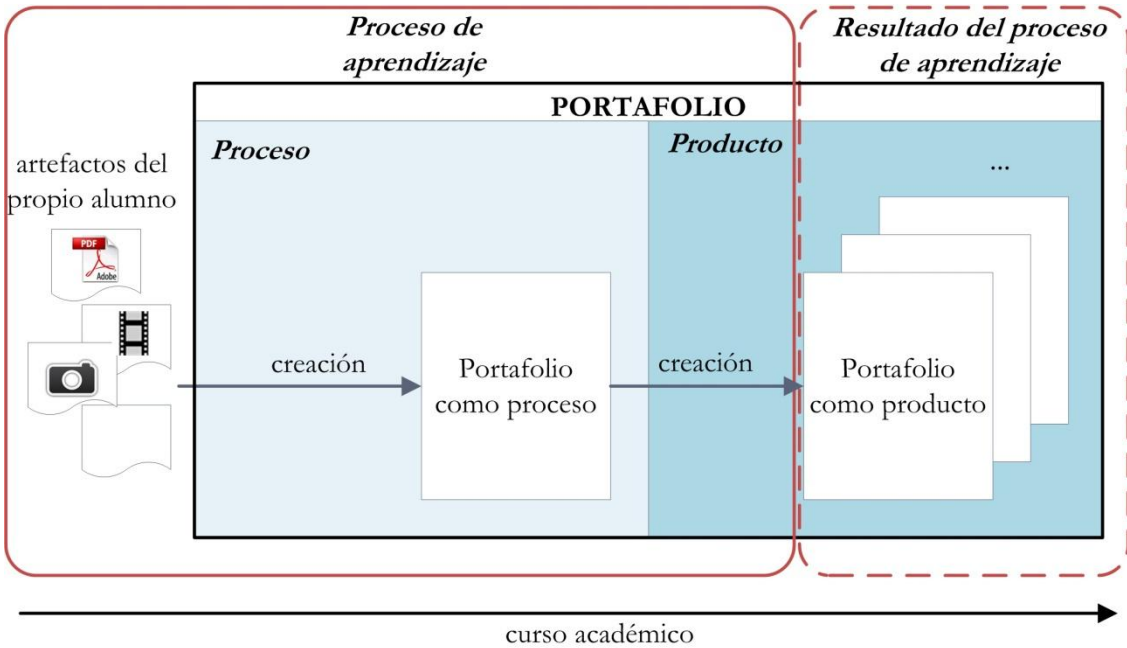 Proceso de
aprendizaje
Resultado del proceso
de aprendizaje
PORTAFOLIO
Proceso
Producto
artefactos del
propio alumno
...
PDF
Adobe
creación
Portafolio
como proceso
creación
Portafolio
como producto
curso académico